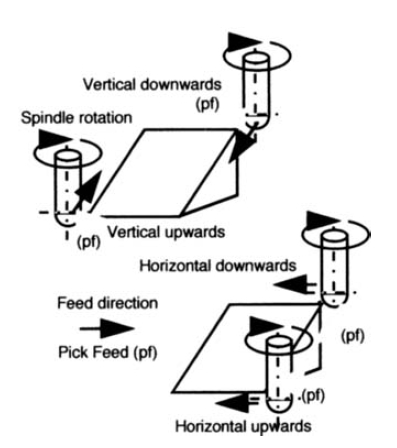 Vertical downwards
(pf)
Spindle rotation
(pf)
Vertical upwards
Horizontal downwards
Feed direction
(pf)
Pick Feed (pf)
(pf)
Horizontal upwards